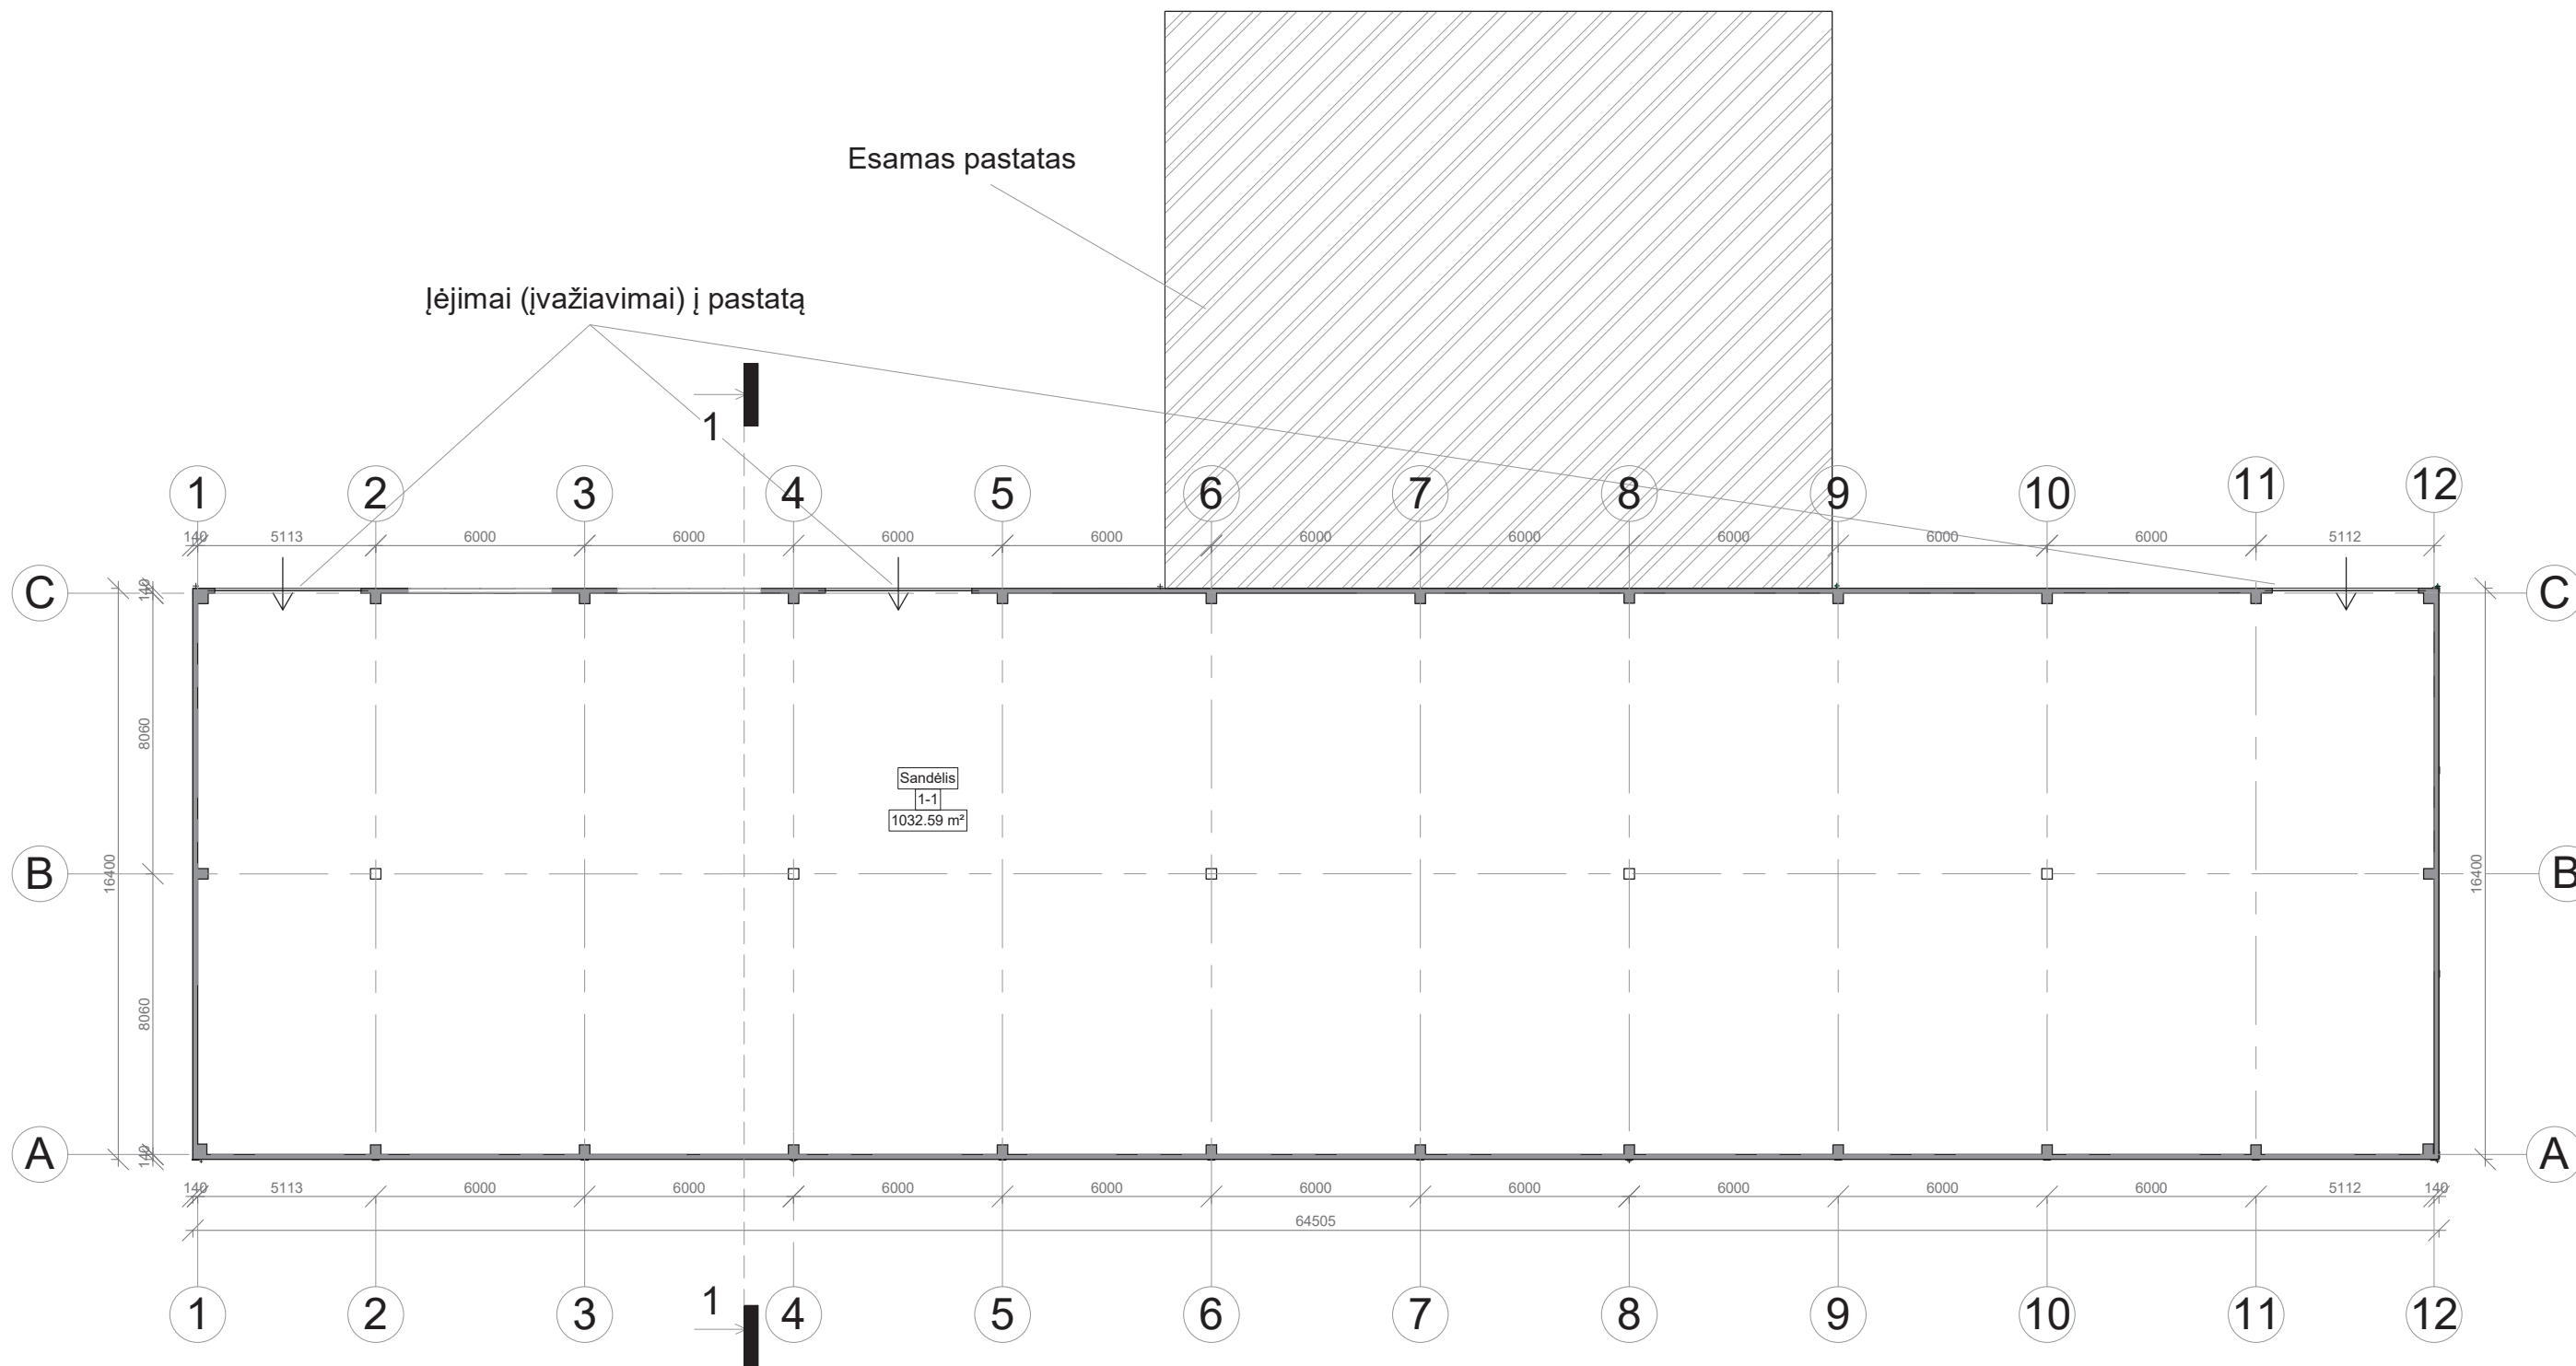 Esamas pastatas
Įėjimai (įvažiavimai) į pastatą
1
1 2 3 4 5 6 7 8 9 10 11 12
140 5113 6000 6000 6000 6000 6000 6000 6000 6000 6000 5112
C 140 C
8060
Sandėlis
1-1
1032.59 m²
B 16400 16400 B
8060
A 140 A
140 5113 6000 6000 6000 6000 6000 6000 6000 6000 6000 5112 140
64505
1
1 2 3 4 5 6 7 8 9 10 11 12